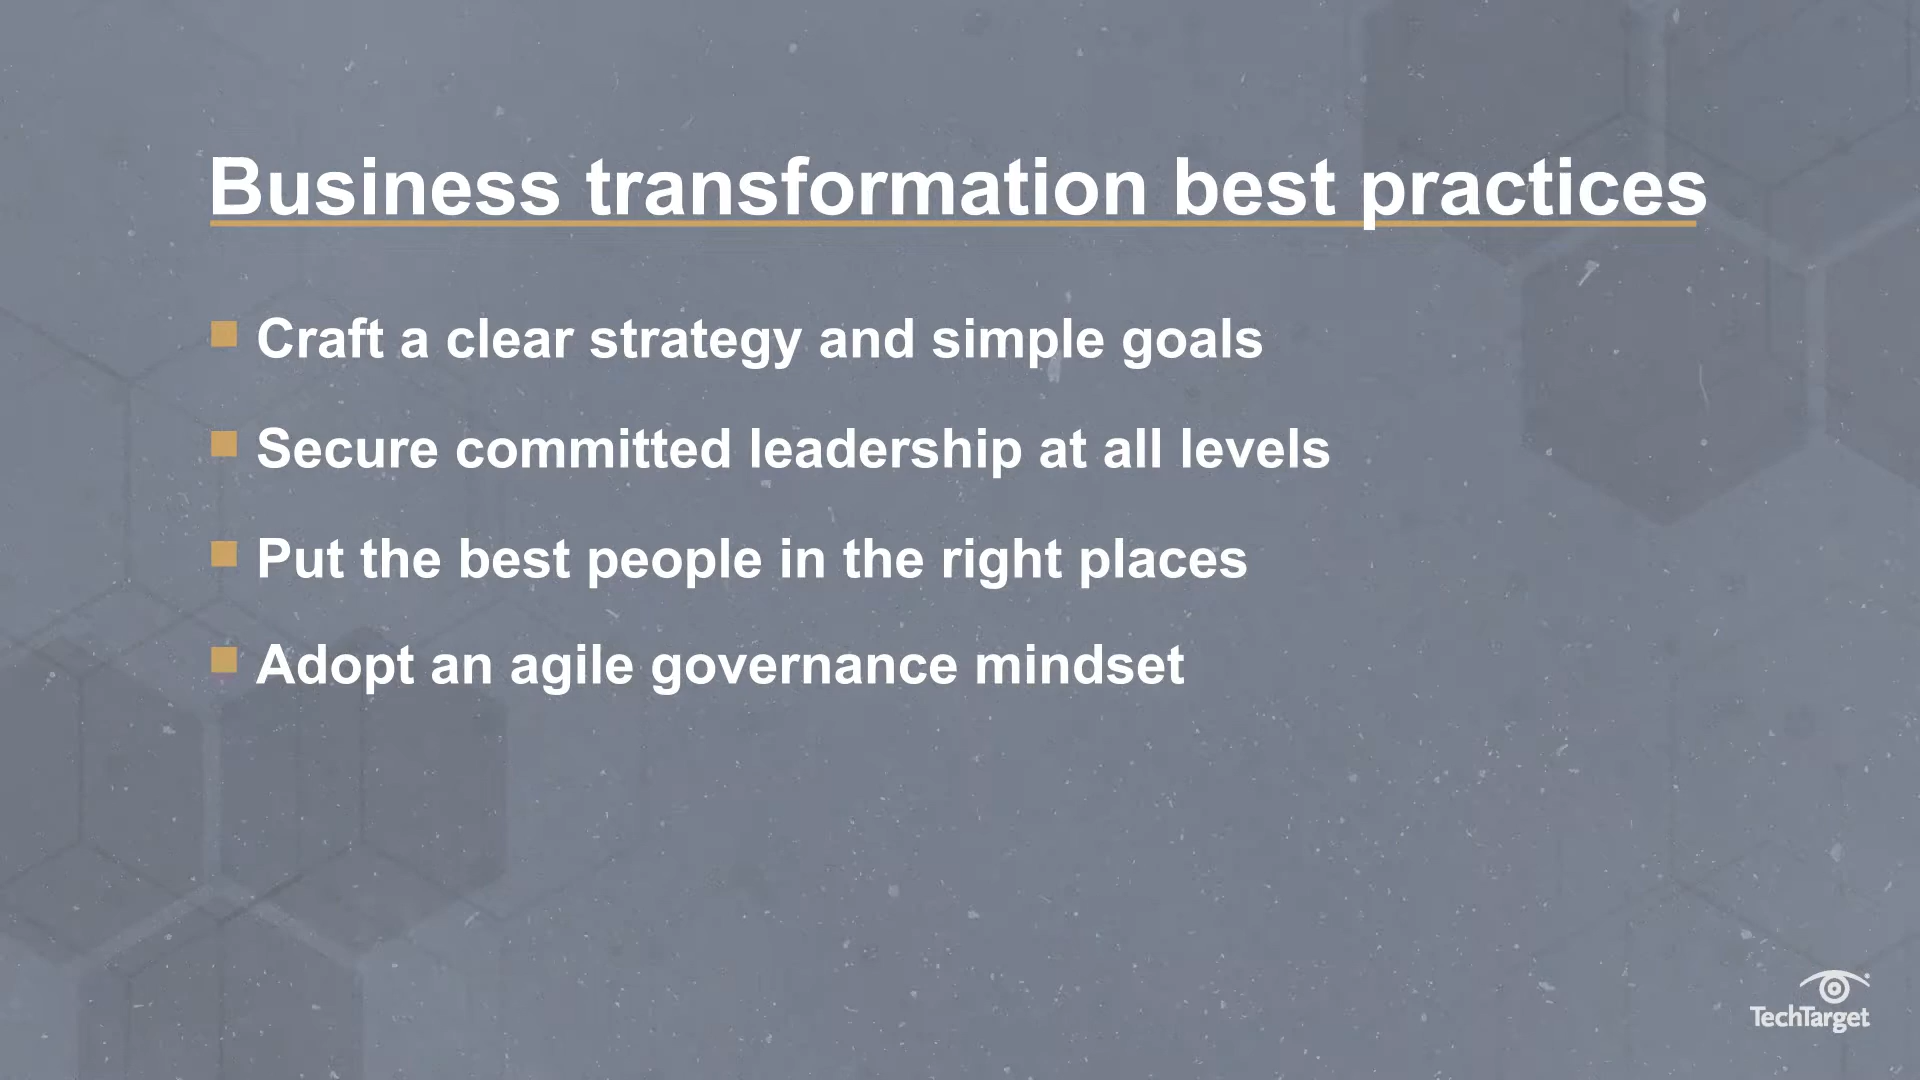 Business transformation best practices
Craft a clear strategy and simple goals
Secure committed leadership at all levels
Put the best people in the right places
Adopt an agile governance mindset
TechTarget